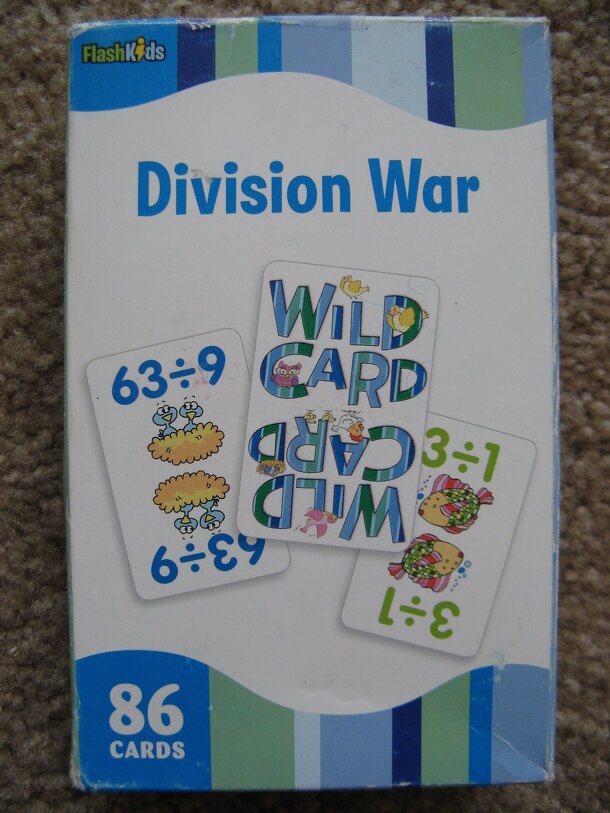 FlashKids
Division War
WILD
CARD
CARD
WILD
63÷9
63÷9
3÷1
3÷1
86
CARDS